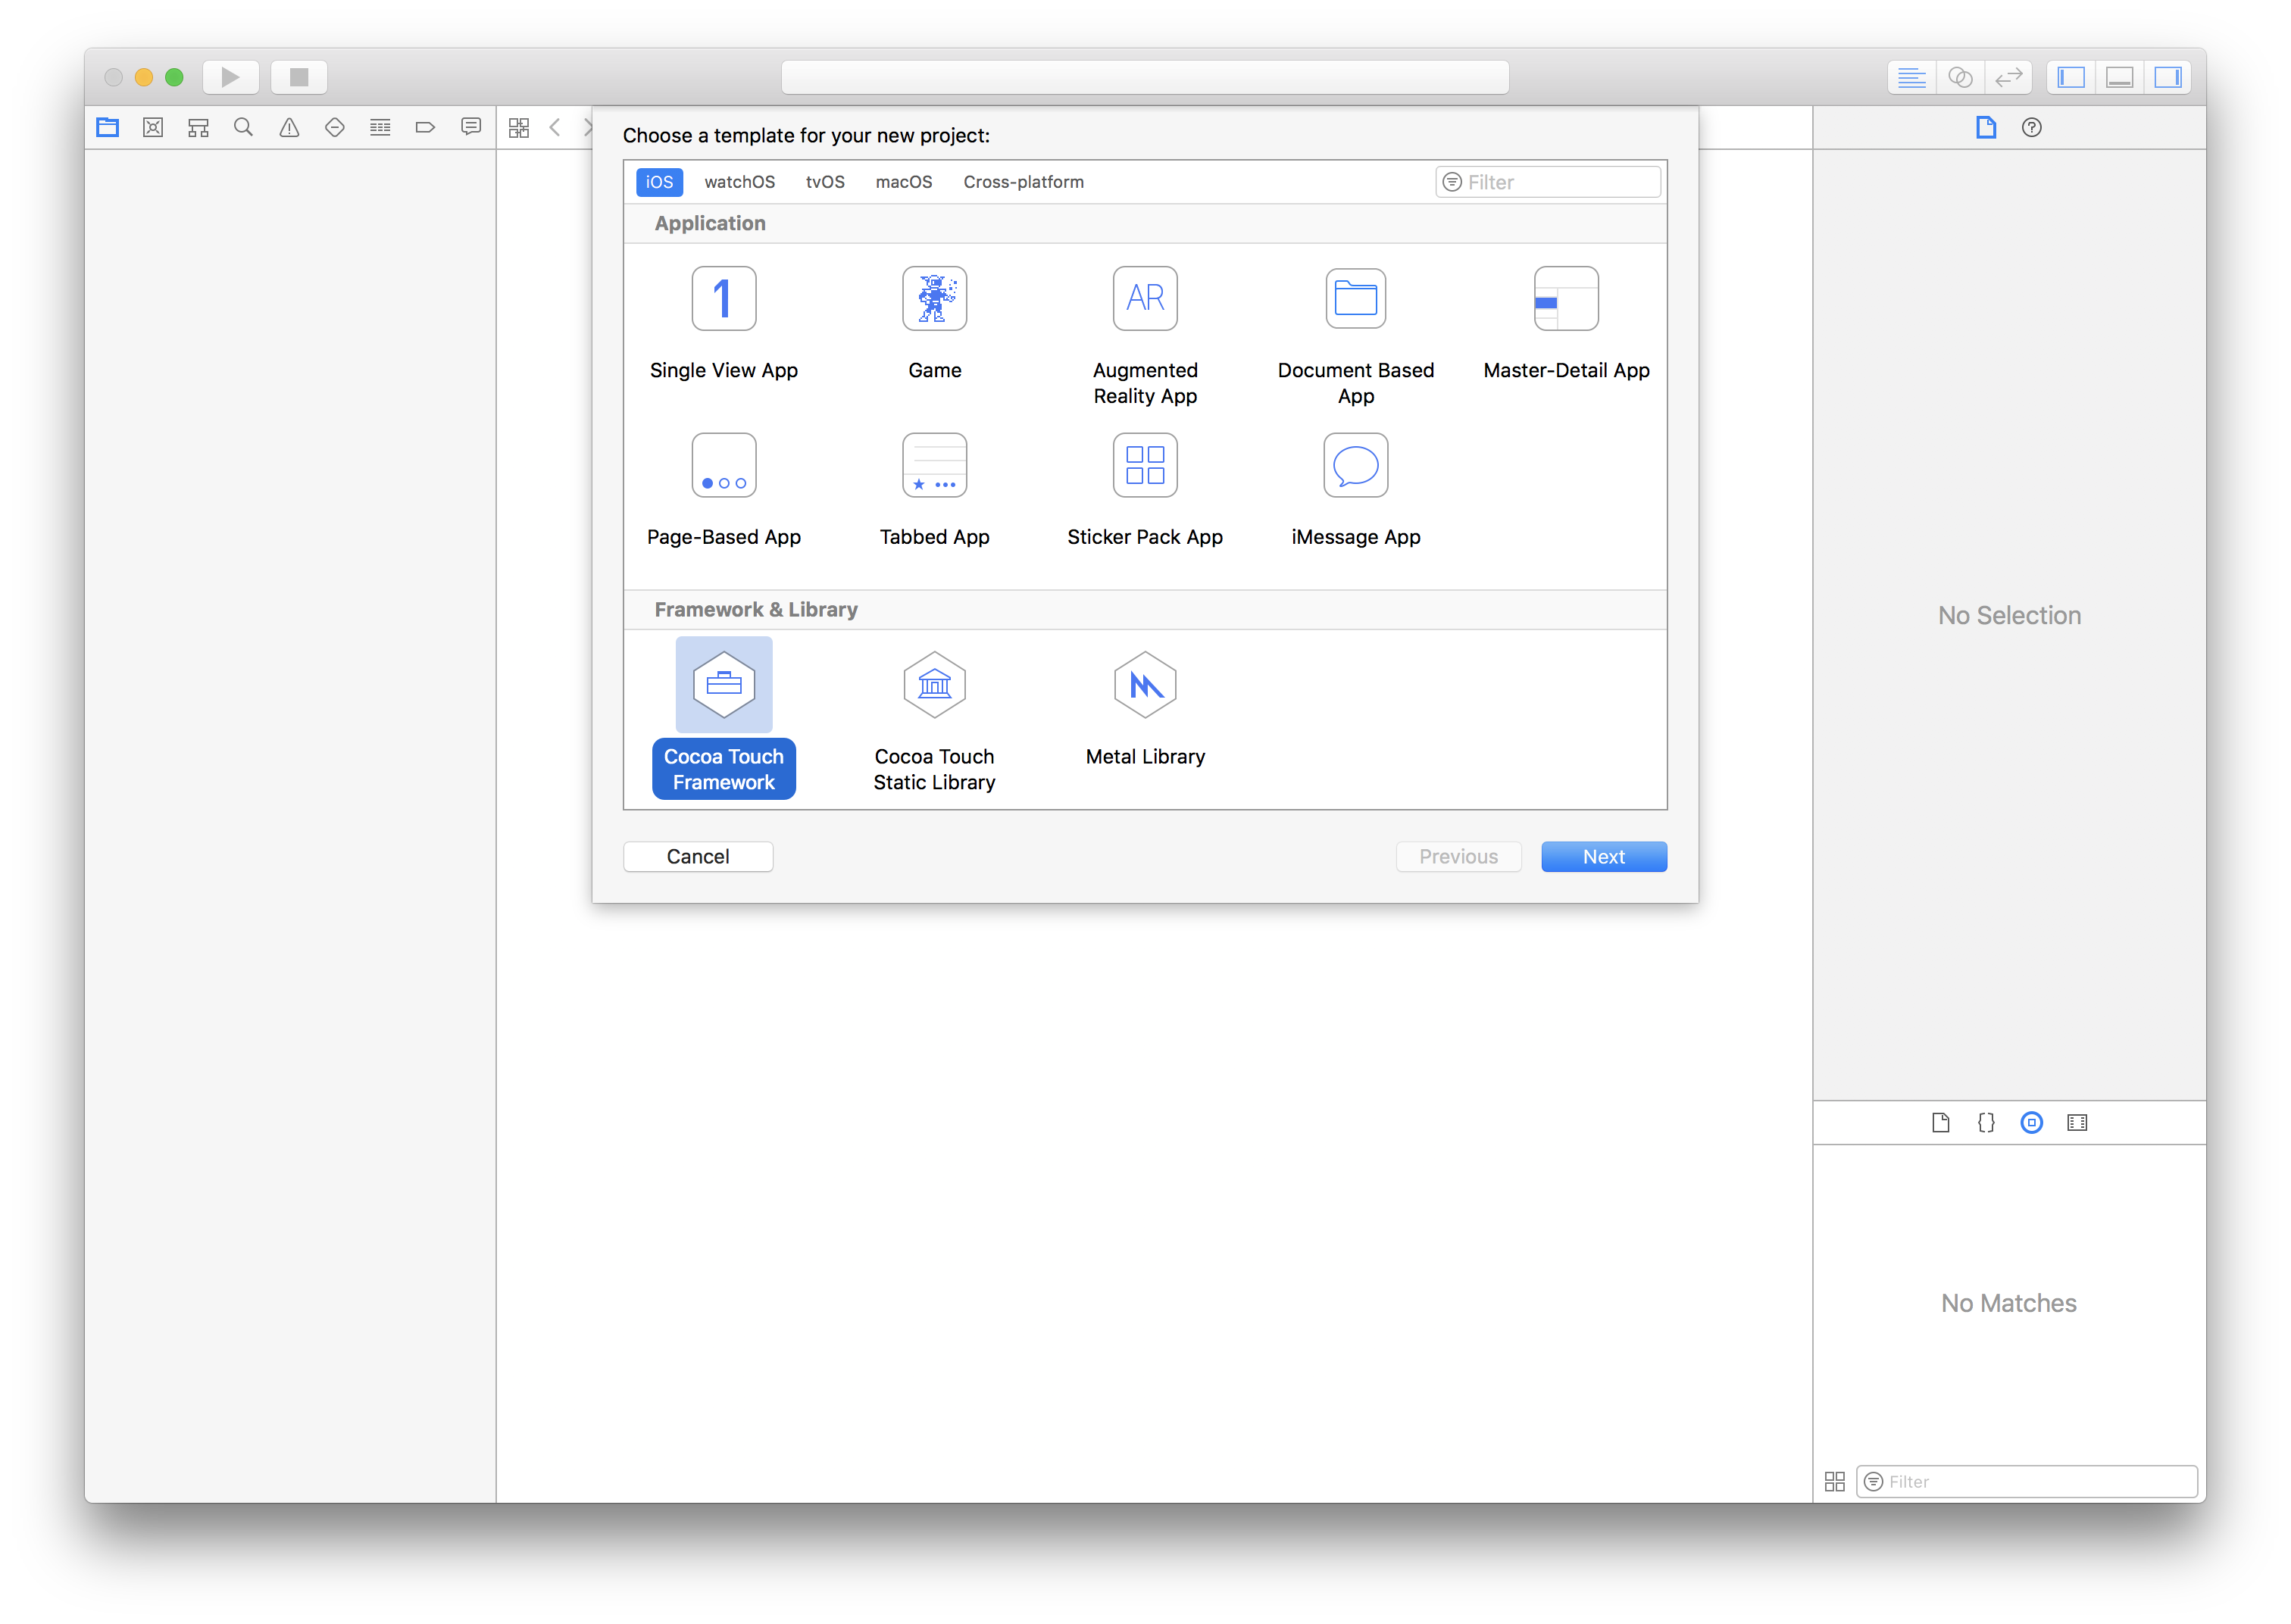 Choose a template for your new project:
iOS watchOS tvOS macOS Cross-platform Filter
Application
1 AR
Single View App Game Augmented Document Based Master-Detail App
Reality App App
Page-Based App Tabbed App Sticker Pack App iMessage App
Framework & Library
No Selection
Cocoa Touch Cocoa Touch Metal Library
Framework Static Library
Cancel Previous Next
{}
No Matches
Filter